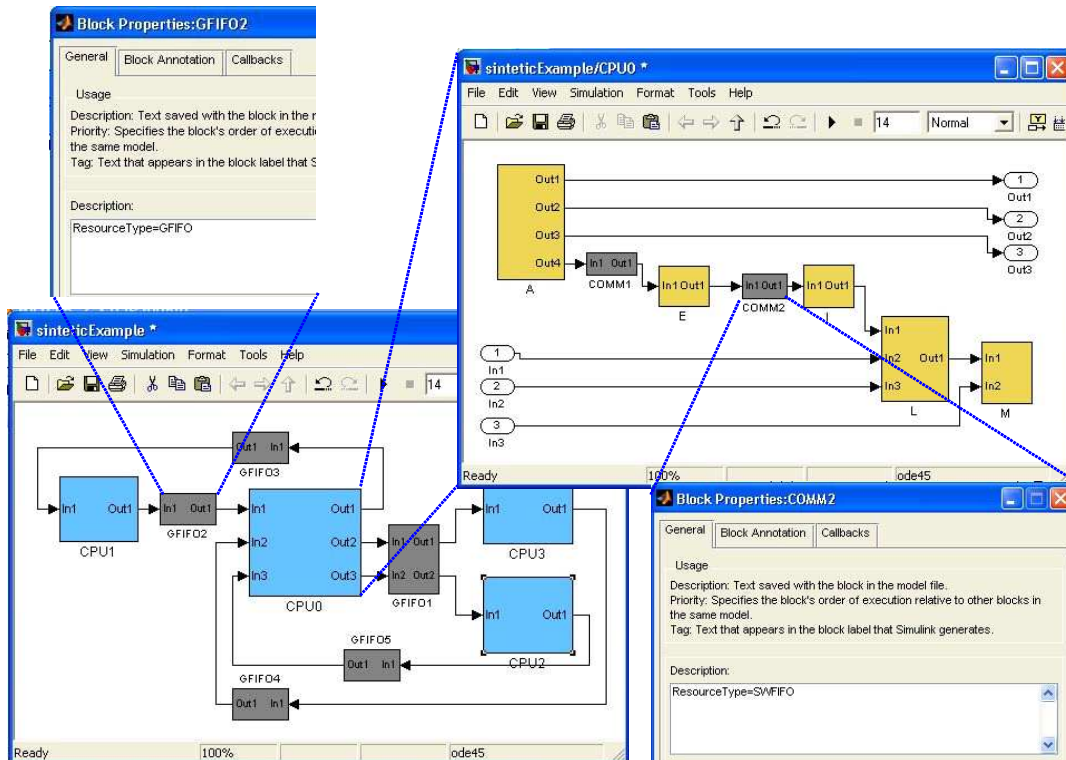 Block Properties:GFIFO2
General Block Annotation Callbacks
Usage
Description: Text saved with the block in the
Priority: Specifies the block's order of
the same model.
Tag: Text that appears in the block label that
Description:
ResourceType=GFIFO
sinteticExample/CPU0 *
File Edit View Simulation Format Tools Help
14 Normal
Out1
Out2
Out3
Out4
A
In1 Out1
COMM1
In1 Out1
E
In1 Out1
COMM2
In1 Out1
1
Out1
2
Out2
3
Out3
1
In1
2
In2
3
In3
In1
In2
In3
Out1
L
In1
In2
M
Ready 100% ode45
sinteticExample *
File Edit View Simulation Format Tools Help
14
Out1 In1
GFIFO3
In1 Out1
CPU1
In1 Out1
GFIFO2
In1 Out1
In2 Out2
In3 Out3
CPU0
In1 Out1
In2 Out2
GFIFO1
In1 Out1
CPU3
In1 Out1
CPU2
GFIFO5
Out1 In1
GFIFO4
Out1 In1
Ready 100% ode45
Block Properties:COMM2
General Block Annotation Callbacks
Usage
Description: Text saved with the block in the model file.
Priority: Specifies the block's order of execution relative to other blocks in
the same model.
Tag: Text that appears in the block label that Simulink generates.
Description:
ResourceType=SWFIFO